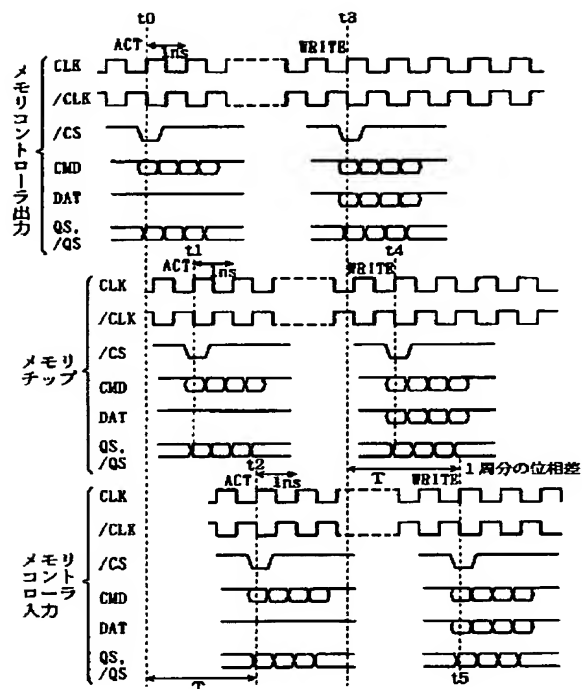 t0 t3
ACT 1ns WRITE
メモリコントローラ出力
CLK
/CLK
/CS
CMD
DAT
QS.
/QS
t1 t4
ACT 1ns WRITE
メモリ
チップ
CLK
/CLK
/CS
CMD
DAT
QS.
/QS
t2 T 1周分の位相差
ACT 1ns WRITE
メモリ
コント
ローラ
入力
CLK
/CLK
/CS
CMD
DAT
QS.
/QS
T t5